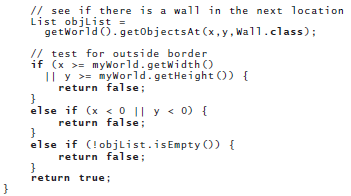 // see if there is a wall in the next location
List objList =
getWorld().getObjectsAt(x,y,Wall.class);
// test for outside border
if (x >= myWorld.getWidth()
|| y >= myWorld.getHeight()) {
return false;
}
else if (x < 0 || y < 0) {
return false;
}
else if (!objList.isEmpty()) {
return false;
}
return true;
}